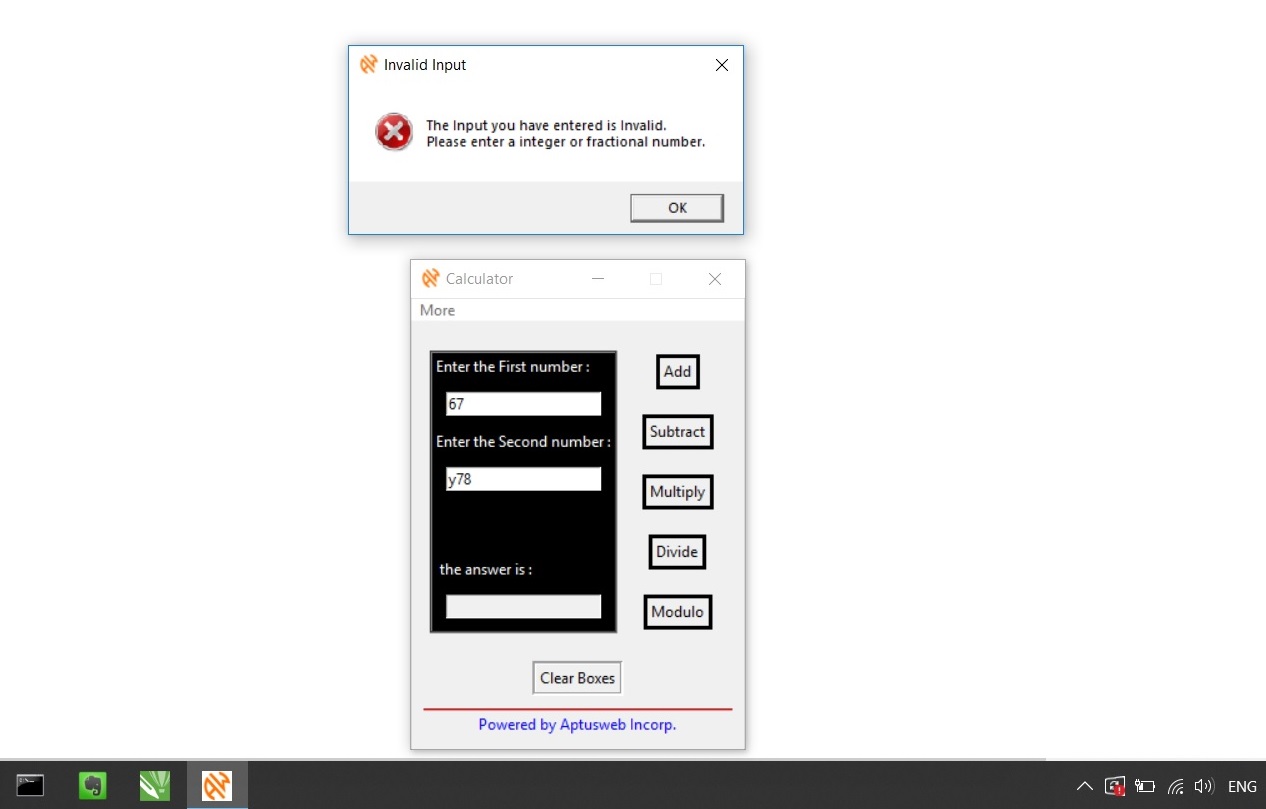 Invalid Input
The Input you have entered is Invalid.
Please enter a integer or fractional number.
OK
Calculator
More
Enter the First number :
67
Enter the Second number :
y78
the answer is :
Add
Subtract
Multiply
Divide
Modulo
Clear Boxes
Powered by Aptusweb Incorp.
ENG